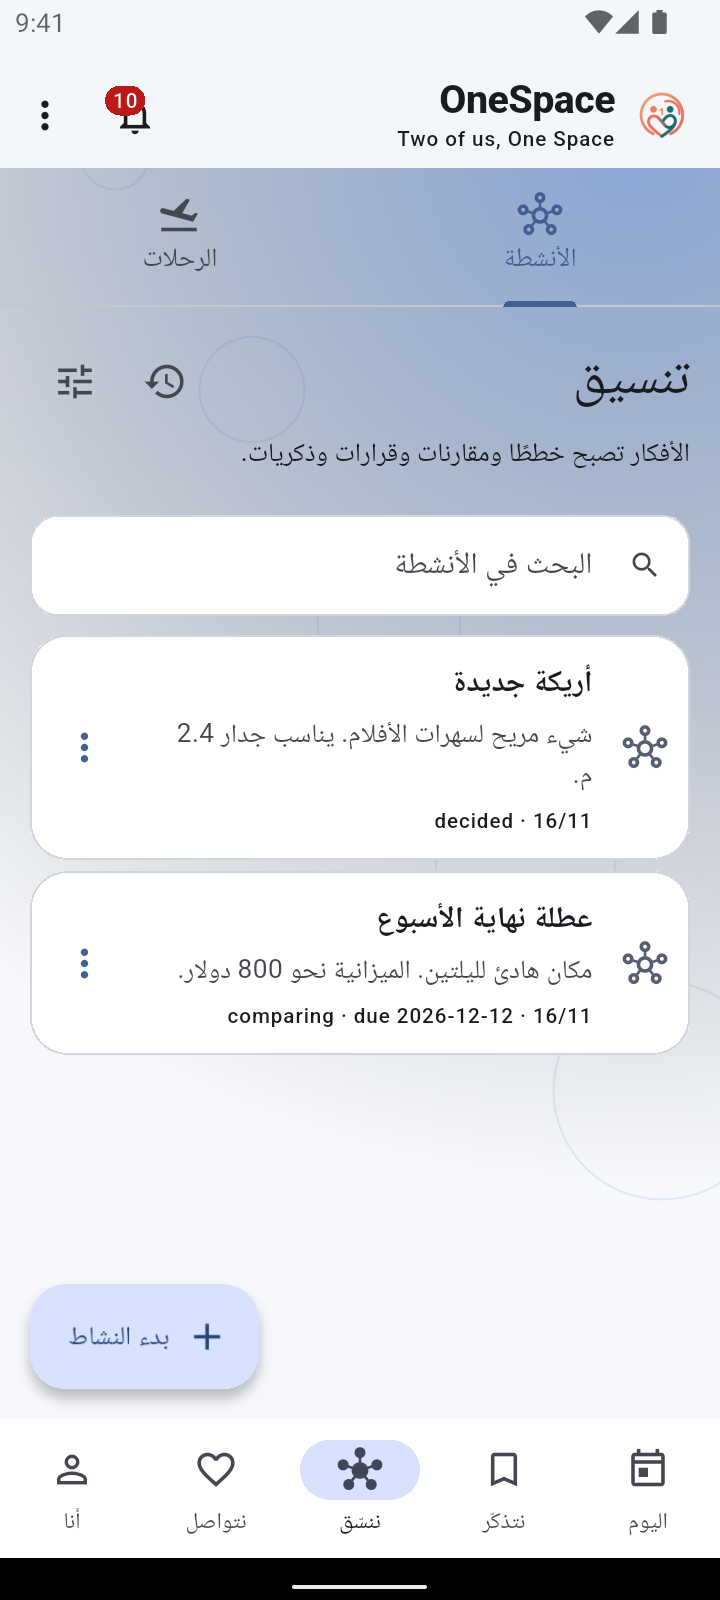 9:41
10
OneSpace
Two of us, One Space
الأنشطة
الرحلات
تنسيق
الأفكار تصبح خططًا ومقارنات وقرارات وذكريات.
البحث في الأنشطة
أريكة جديدة
شيء مريح لسهرات الأفلام. يناسب جدار 2.4
م.
decided · 16/11
عطلة نهاية الأسبوع
مكان هادئ لليلتين. الميزانية نحو 800 دولار.
comparing · due 2026-12-12 · 16/11
بدء النشاط
اليوم
نتذكّر
ننسّق
نتواصل
أنا